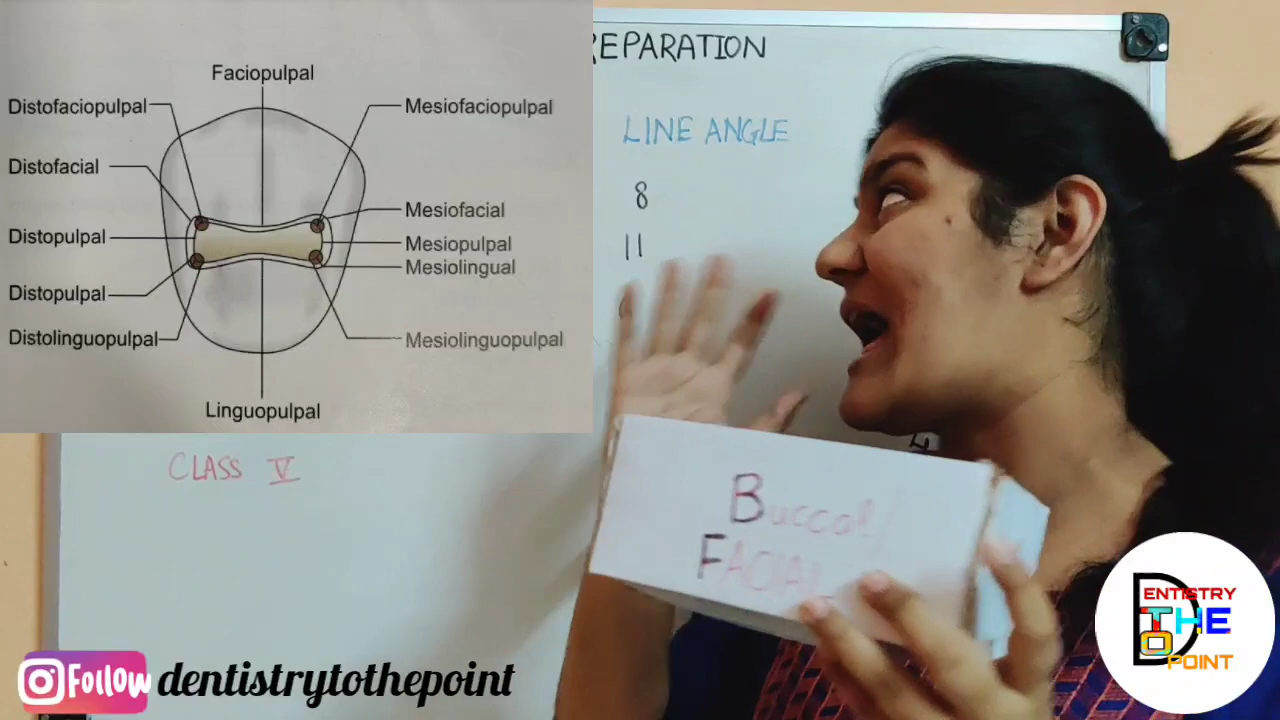 Faciopulpal
Distofaciopulpal
Mesiofaciopulpal
Distofacial
Mesiofacial
Distopulpal
Mesiopulpal
Mesiolingual
Distopulpal
Distolinguopulpal
Mesiolinguopulpal
Linguopulpal
REPARATION
LINE ANGLE
8
11
CLASS V
Buccal/
FACIAL
Follow dentistrytothepoint
DENTISTRY
TO THE
POINT